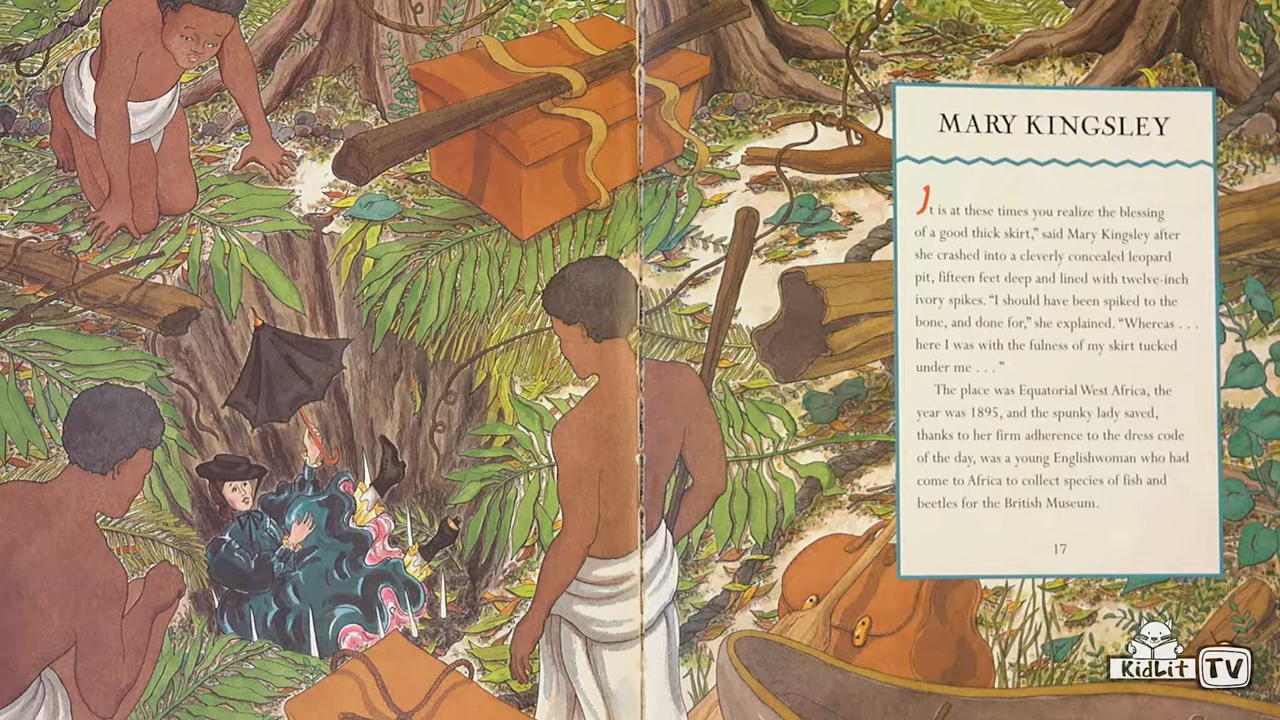 MARY KINGSLEY
It is at these times you realize the blessing
of a good thick skirt,” said Mary Kingsley after
she crashed into a cleverly concealed leopard
pit, fifteen feet deep and lined with twelve-inch
ivory spikes. “I should have been spiked to the
bone, and done for,” she explained. “Whereas . . .
here I was with the fulness of my skirt tucked
under me . . . ”
The place was Equatorial West Africa, the
year was 1895, and the spunky lady saved,
thanks to her firm adherence to the dress code
of the day, was a young Englishwoman who had
come to Africa to collect species of fish and
beetles for the British Museum.
17
KidLit TV